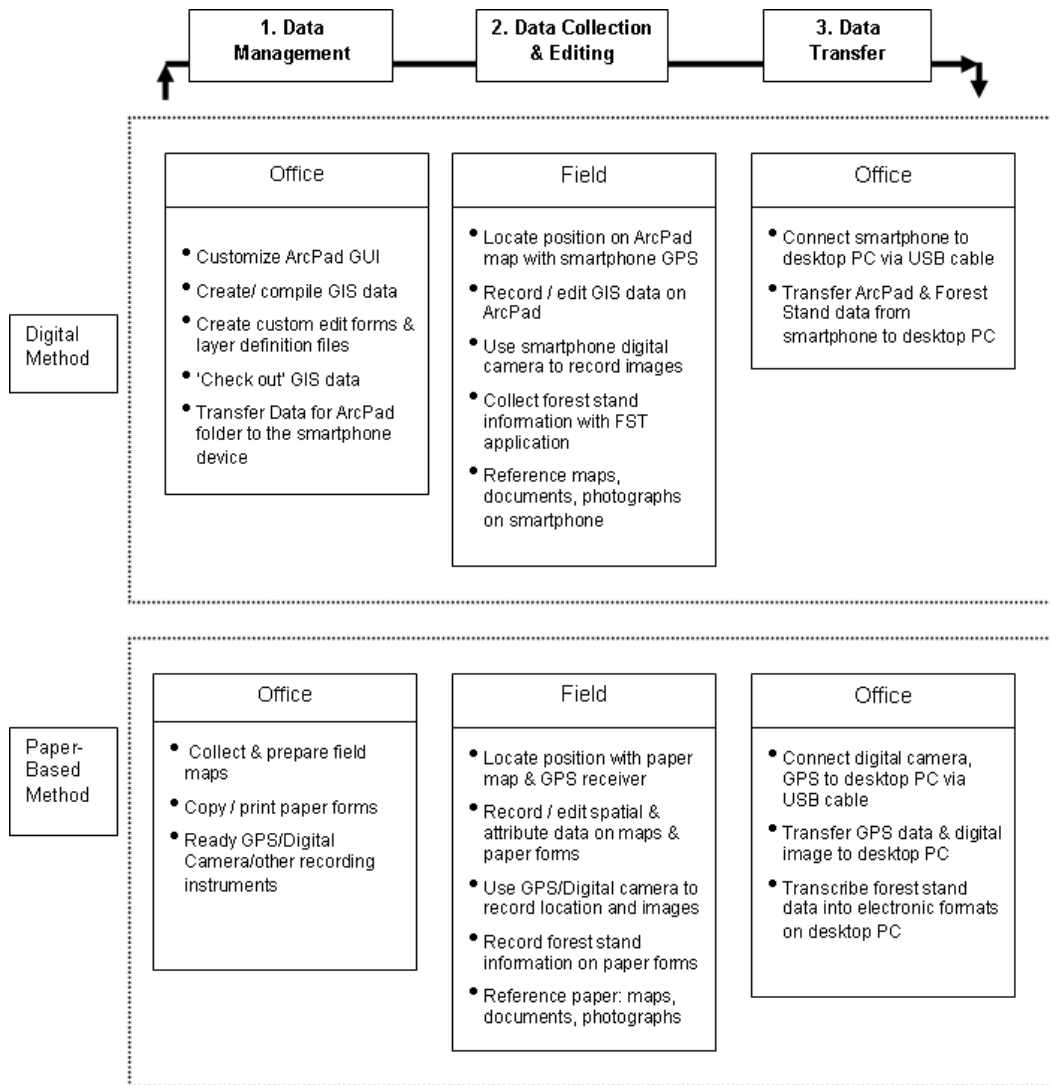 1. Data
Management
2. Data Collection
& Editing
3. Data
Transfer
Digital
Method
Office
• Customize ArcPad GUI
• Create/ compile GIS data
• Create custom edit forms &
layer definition files
• 'Check out' GIS data
• Transfer Data for ArcPad
folder to the smartphone
device
Field
• Locate position on ArcPad
map with smartphone GPS
• Record / edit GIS data on
ArcPad
• Use smartphone digital
camera to record images
• Collect forest stand
information with FST
application
• Reference maps,
documents, photographs
on smartphone
Office
• Connect smartphone to
desktop PC via USB cable
• Transfer ArcPad & Forest
Stand data from
smartphone to desktop PC
Paper-
Based
Method
Office
• Collect & prepare field
maps
• Copy / print paper forms
• Ready GPS/Digital
Camera/other recording
instruments
Field
• Locate position with paper
map & GPS receiver
• Record / edit spatial &
attribute data on maps &
paper forms
• Use GPS/Digital camera to
record location and images
• Record forest stand
information on paper forms
• Reference paper: maps,
documents, photographs
Office
• Connect digital camera,
GPS to desktop PC via
USB cable
• Transfer GPS data & digital
image to desktop PC
• Transcribe forest stand
data into electronic formats
on desktop PC